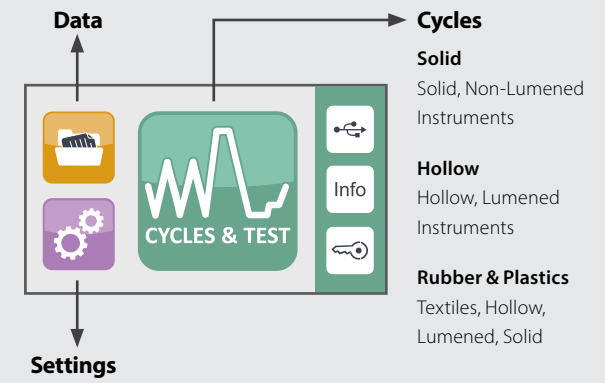 Data
Cycles
Solid
Solid, Non-Lumened
Instruments
Hollow
Hollow, Lumened
Instruments
Rubber & Plastics
Textiles, Hollow,
Lumened, Solid
CYCLES & TEST
Info
Settings